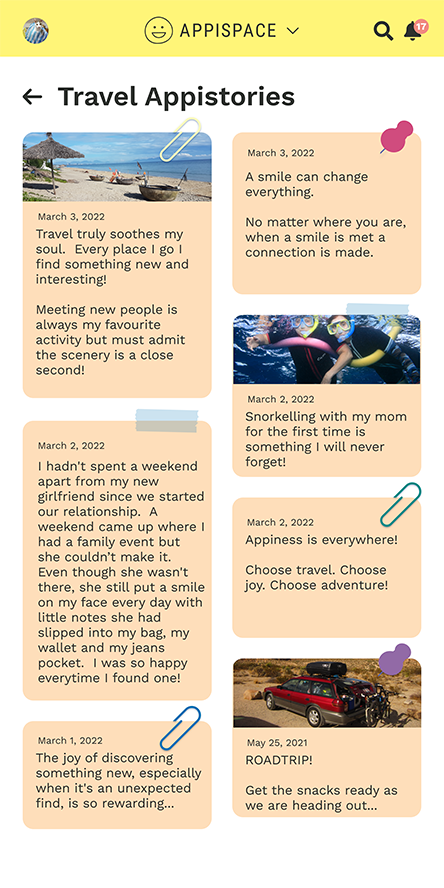 APPISPACE
17
Travel Appistories
March 3, 2022
Travel truly soothes my
soul.  Every place I go I
find something new and
interesting!
Meeting new people is
always my favourite
activity but must admit
the scenery is a close
second!
March 2, 2022
I hadn't spent a weekend
apart from my new
girlfriend since we started
our relationship.  A
weekend came up where I
had a family event but
she couldn’t make it.
Even though she wasn't
there, she still put a smile
on my face every day with
little notes she had
slipped into my bag, my
wallet and my jeans
pocket.  I was so happy
everytime I found one!
March 1, 2022
The joy of discovering
something new, especially
when it's an unexpected
find, is so rewarding...
March 3, 2022
A smile can change
everything.
No matter where you are,
when a smile is met a
connection is made.
March 2, 2022
Snorkelling with my mom
for the first time is
something I will never
forget!
March 2, 2022
Appiness is everywhere!
Choose travel. Choose
joy. Choose adventure!
May 25, 2021
ROADTRIP!
Get the snacks ready as
we are heading out...